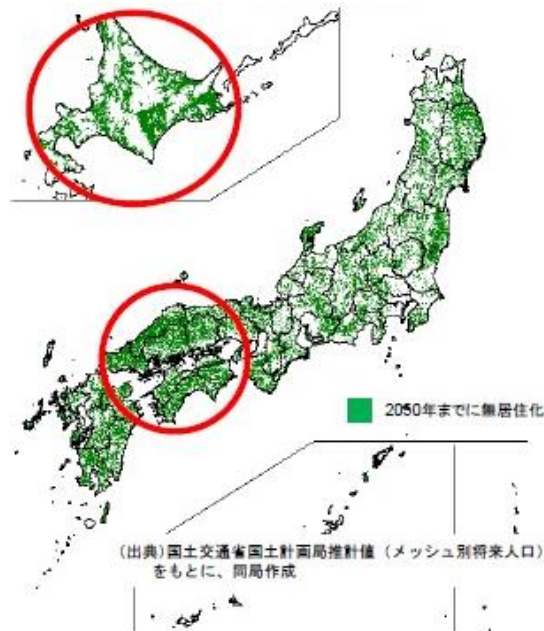 2050年までに無居住化
(出典)国土交通省国土計画局推計値(メッシュ別将来人口)
をもとに、同局作成